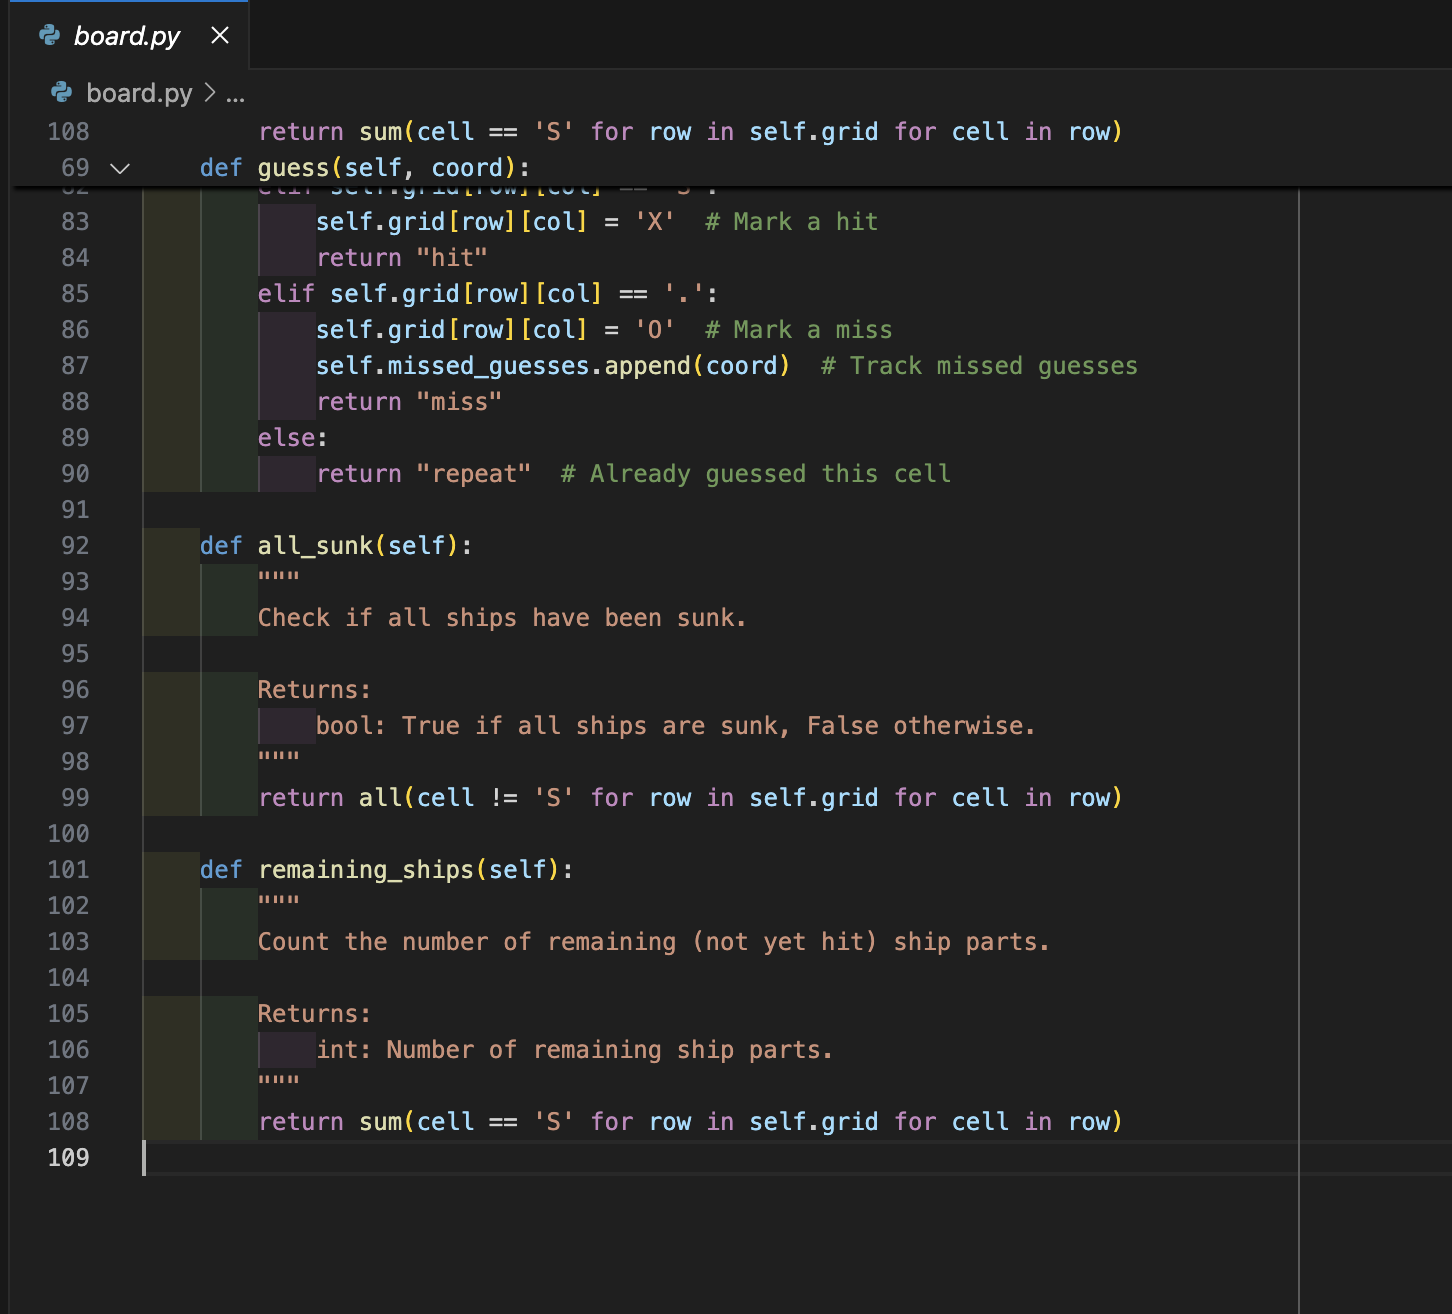 board.py
board.py > ...
108 return sum(cell == 'S' for row in self.grid for cell in row)
69 def guess(self, coord):
83 self.grid[row][col] = 'X'  # Mark a hit
84 return "hit"
85 elif self.grid[row][col] == '.':
86 self.grid[row][col] = 'O'  # Mark a miss
87 self.missed_guesses.append(coord)  # Track missed guesses
88 return "miss"
89 else:
90 return "repeat"  # Already guessed this cell
91
92 def all_sunk(self):
93 """
94 Check if all ships have been sunk.
95
96 Returns:
97 bool: True if all ships are sunk, False otherwise.
98 """
99 return all(cell != 'S' for row in self.grid for cell in row)
100
101 def remaining_ships(self):
102 """
103 Count the number of remaining (not yet hit) ship parts.
104
105 Returns:
106 int: Number of remaining ship parts.
107 """
108 return sum(cell == 'S' for row in self.grid for cell in row)
109